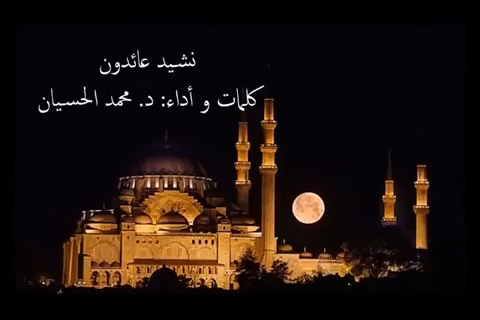 نشيد عائدون
كلمات و أداء: د. محمد الحسيان